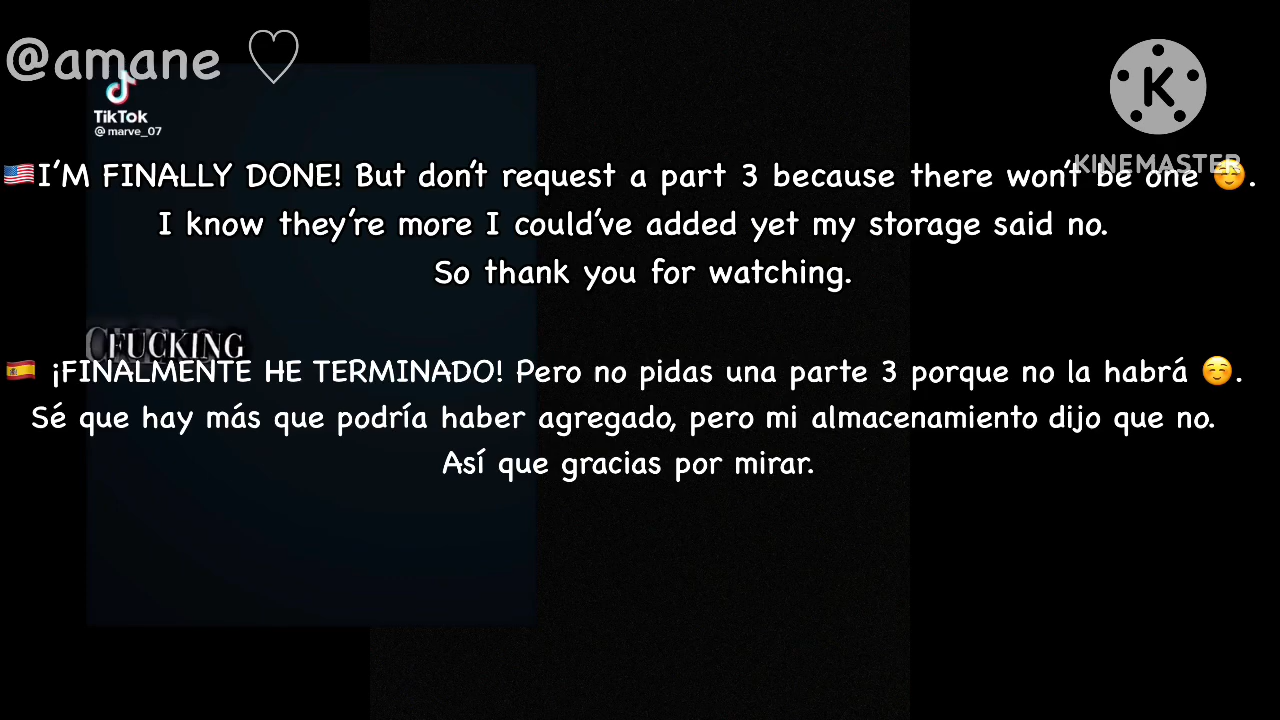 @amane ♡
TikTok
@marve_07
KINEMASTER
🇺🇸I'M FINALLY DONE! But don't request a part 3 because there won't be one ☺️.
I know they're more I could've added yet my storage said no.
So thank you for watching.
FUCKING
🇪🇸 ¡FINALMENTE HE TERMINADO! Pero no pidas una parte 3 porque no la habrá ☺️.
Sé que hay más que podría haber agregado, pero mi almacenamiento dijo que no.
Así que gracias por mirar.